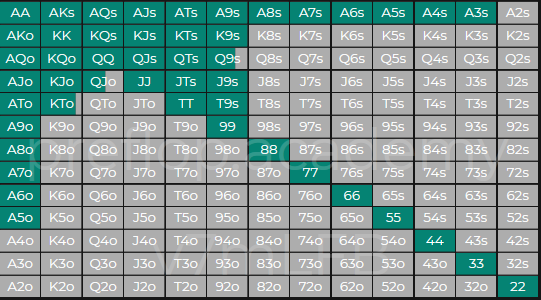 AA AKs AQs AJs ATs A9s A8s A7s A6s A5s A4s A3s A2s
AKo KK KQs KJs KTs K9s K8s K7s K6s K5s K4s K3s K2s
AQo KQo QQ QJs QTs Q9s Q8s Q7s Q6s Q5s Q4s Q3s Q2s
AJo KJo QJo JJ JTs J9s J8s J7s J6s J5s J4s J3s J2s
ATo KTo QTo JTo TT T9s T8s T7s T6s T5s T4s T3s T2s
A9o K9o Q9o J9o T9o 99 98s 97s 96s 95s 94s 93s 92s
A8o K8o Q8o J8o T8o 98o 88 87s 86s 85s 84s 83s 82s
preflop.academy
A7o K7o Q7o J7o T7o 97o 87o 77 76s 75s 74s 73s 72s
A6o K6o Q6o J6o T6o 96o 86o 76o 66 65s 64s 63s 62s
A5o K5o Q5o J5o T5o 95o 85o 75o 65o 55 54s 53s 52s
A4o K4o Q4o J4o T4o 94o 84o 74o 64o 54o 44 43s 42s
A3o K3o Q3o J3o T3o 93o 83o 73o 63o 53o 43o 33 32s
A2o K2o Q2o J2o T2o 92o 82o 72o 62o 52o 42o 32o 22